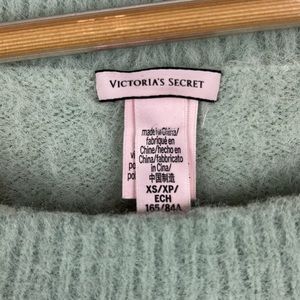 VICTORIA'S SECRET
made in China/
fabriqué en
Chine/hecho en
China/fabbricato
in Cina/
中国制造
XS/XP/
ECH
165/84A